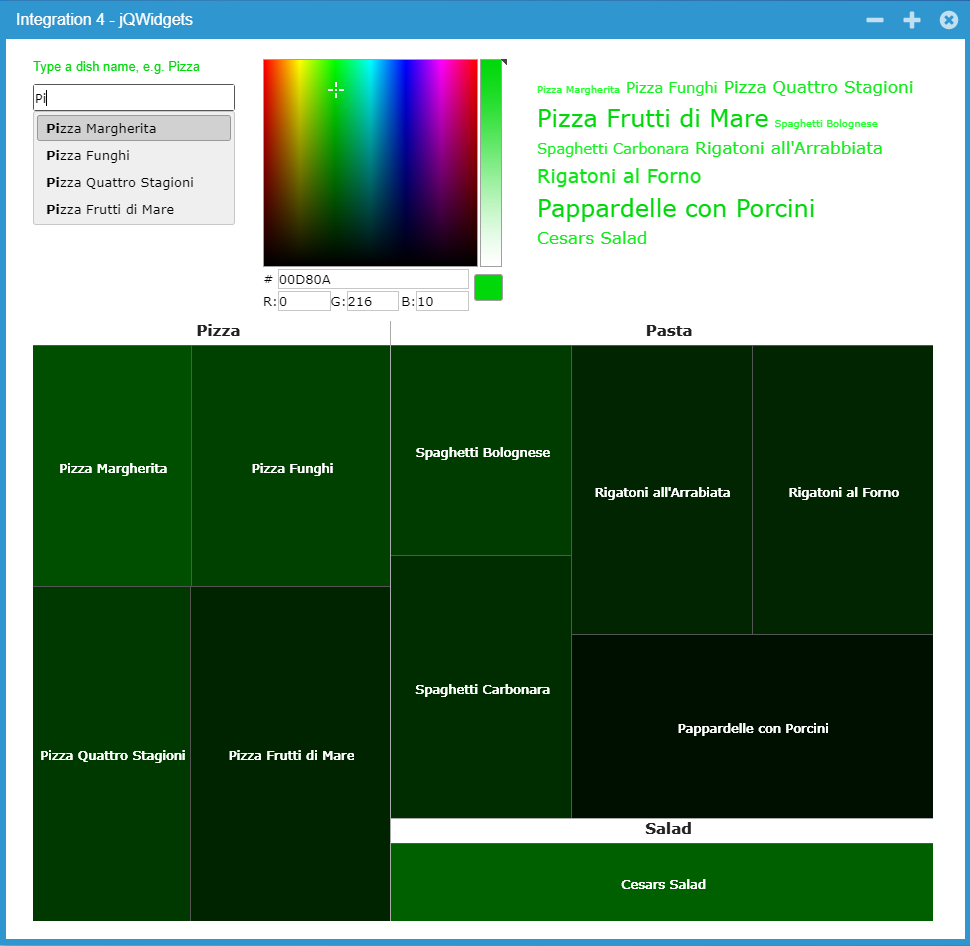 Integration 4 - jQWidgets
Type a dish name, e.g. Pizza
Pi
Pizza Margherita
Pizza Funghi
Pizza Quattro Stagioni
Pizza Frutti di Mare
# 00D80A
R: 0 G: 216 B: 10
Pizza Margherita Pizza Funghi Pizza Quattro Stagioni
Pizza Frutti di Mare Spaghetti Bolognese
Spaghetti Carbonara Rigatoni all'Arrabbiata
Rigatoni al Forno
Pappardelle con Porcini
Cesars Salad
Pizza
Pizza Margherita
Pizza Funghi
Pizza Quattro Stagioni
Pizza Frutti di Mare
Pasta
Spaghetti Bolognese
Rigatoni all'Arrabiata
Rigatoni al Forno
Spaghetti Carbonara
Pappardelle con Porcini
Salad
Cesars Salad